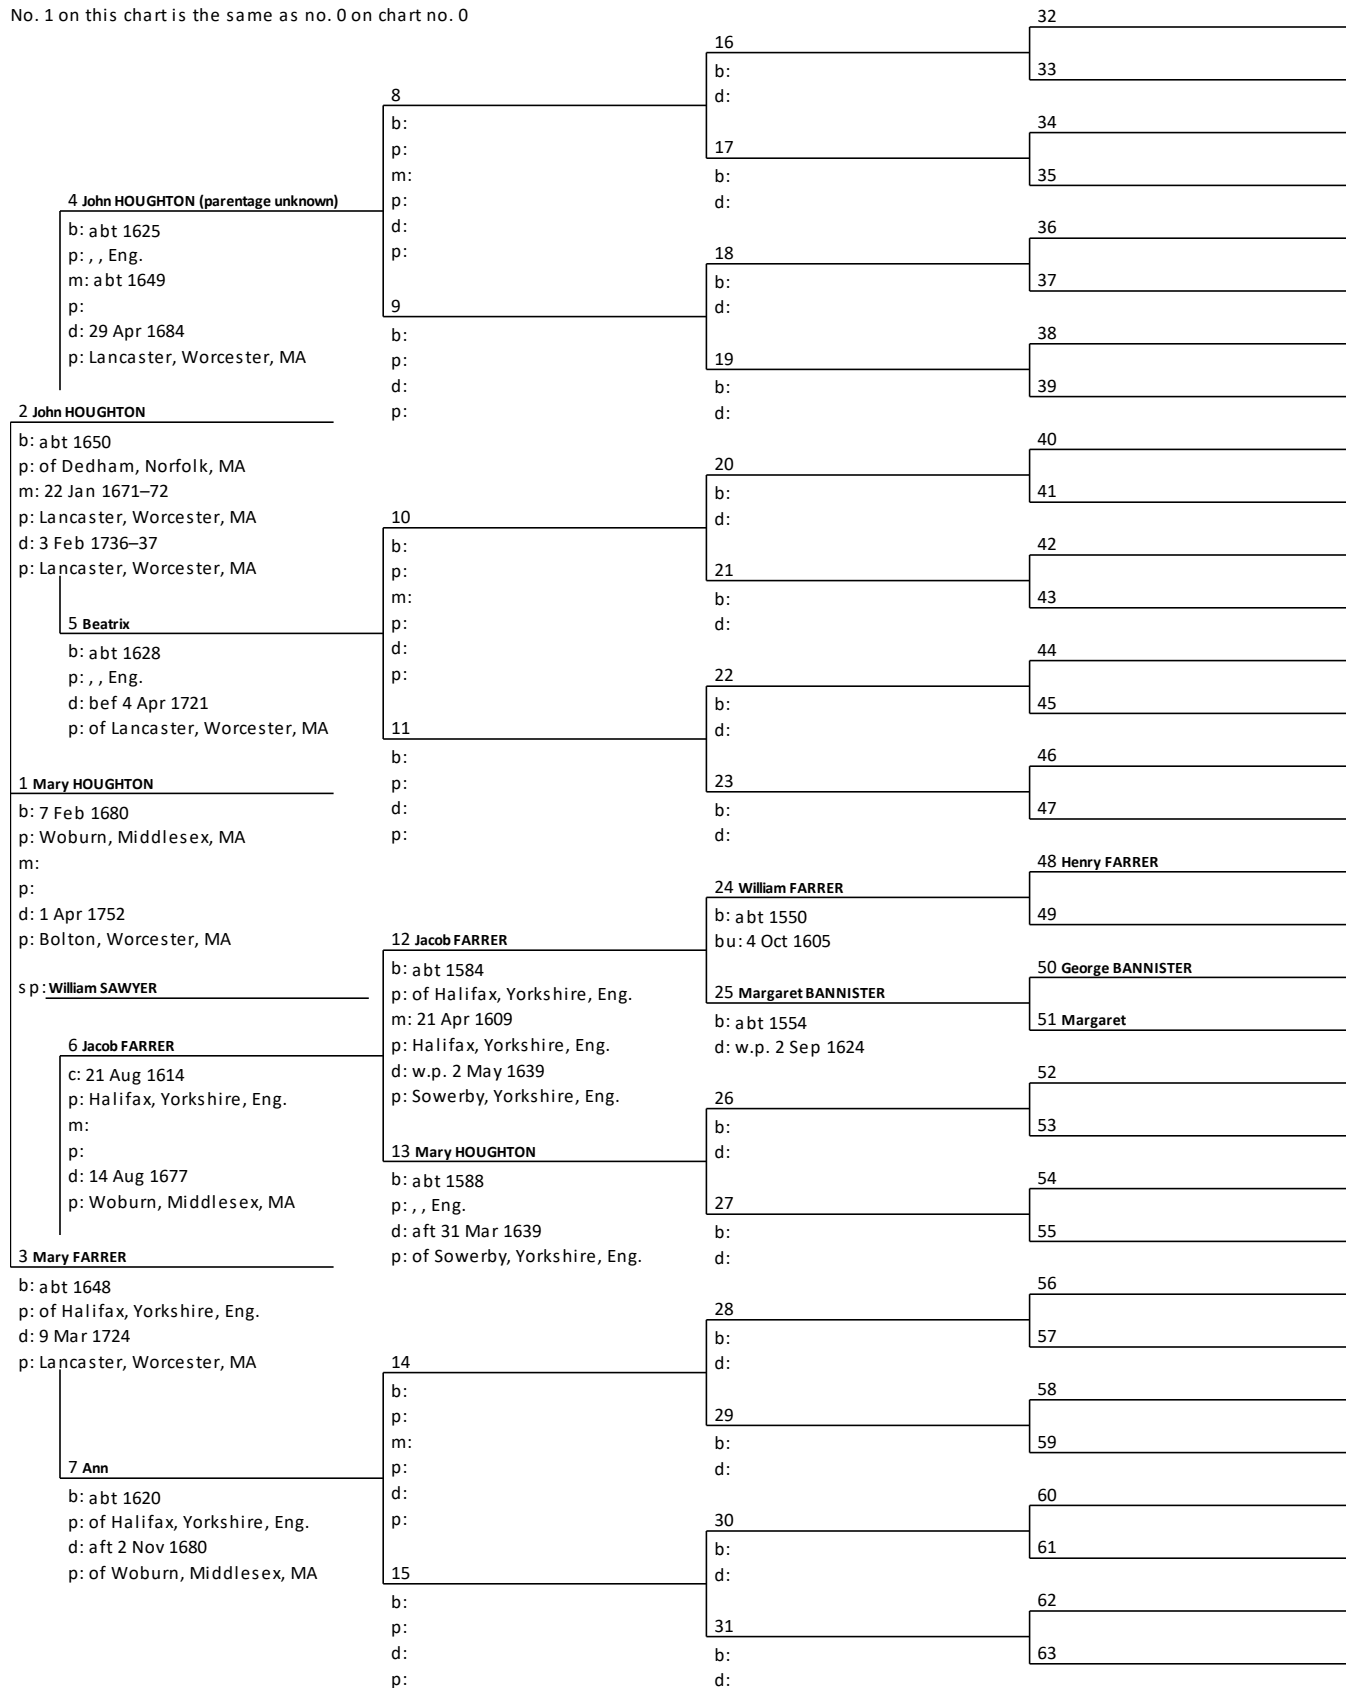 No. 1 on this chart is the same as no. 0 on chart no. 0
4 John HOUGHTON (parentage unknown)
b: abt 1625
p: , , Eng.
m: abt 1649
p:
d: 29 Apr 1684
p: Lancaster, Worcester, MA
2 John HOUGHTON
b: abt 1650
p: of Dedham, Norfolk, MA
m: 22 Jan 1671–72
p: Lancaster, Worcester, MA
d: 3 Feb 1736–37
p: Lancaster, Worcester, MA
5 Beatrix
b: abt 1628
p: , , Eng.
d: bef 4 Apr 1721
p: of Lancaster, Worcester, MA
1 Mary HOUGHTON
b: 7 Feb 1680
p: Woburn, Middlesex, MA
m:
p:
d: 1 Apr 1752
p: Bolton, Worcester, MA
sp: William SAWYER
6 Jacob FARRER
c: 21 Aug 1614
p: Halifax, Yorkshire, Eng.
m:
p:
d: 14 Aug 1677
p: Woburn, Middlesex, MA
3 Mary FARRER
b: abt 1648
p: of Halifax, Yorkshire, Eng.
d: 9 Mar 1724
p: Lancaster, Worcester, MA
7 Ann
b: abt 1620
p: of Halifax, Yorkshire, Eng.
d: aft 2 Nov 1680
p: of Woburn, Middlesex, MA
8
b:
p:
m:
p:
d:
p:
9
b:
p:
d:
p:
10
b:
p:
m:
p:
d:
p:
11
b:
p:
d:
p:
12 Jacob FARRER
b: abt 1584
p: of Halifax, Yorkshire, Eng.
m: 21 Apr 1609
p: Halifax, Yorkshire, Eng.
d: w.p. 2 May 1639
p: Sowerby, Yorkshire, Eng.
13 Mary HOUGHTON
b: abt 1588
p: , , Eng.
d: aft 31 Mar 1639
p: of Sowerby, Yorkshire, Eng.
14
b:
p:
m:
p:
d:
p:
15
b:
p:
d:
p:
16
b:
d:
17
b:
d:
18
b:
d:
19
b:
d:
20
b:
d:
21
b:
d:
22
b:
d:
23
b:
d:
24 William FARRER
b: abt 1550
bu: 4 Oct 1605
25 Margaret BANNISTER
b: abt 1554
d: w.p. 2 Sep 1624
26
b:
d:
27
b:
d:
28
b:
d:
29
b:
d:
30
b:
d:
31
b:
d:
32
33
34
35
36
37
38
39
40
41
42
43
44
45
46
47
48 Henry FARRER
49
50 George BANNISTER
51 Margaret
52
53
54
55
56
57
58
59
60
61
62
63